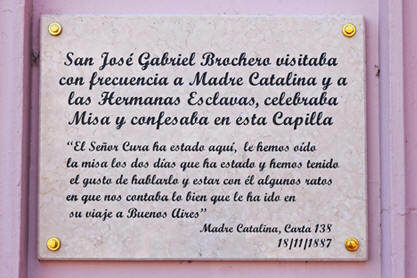 San José Gabriel Brochero visitaba
con frecuencia a Madre Catalina y a
las Hermanas Esclavas, celebraba
Misa y confesaba en esta Capilla
"El Señor Cura ha estado aquí, le hemos oído
la misa los dos días que ha estado y hemos tenido
el gusto de hablarlo y estar con él algunos ratos
en que nos contaba lo bien que le ha ido en
su viaje a Buenos Aires"
Madre Catalina, Carta 138
18/11/1887